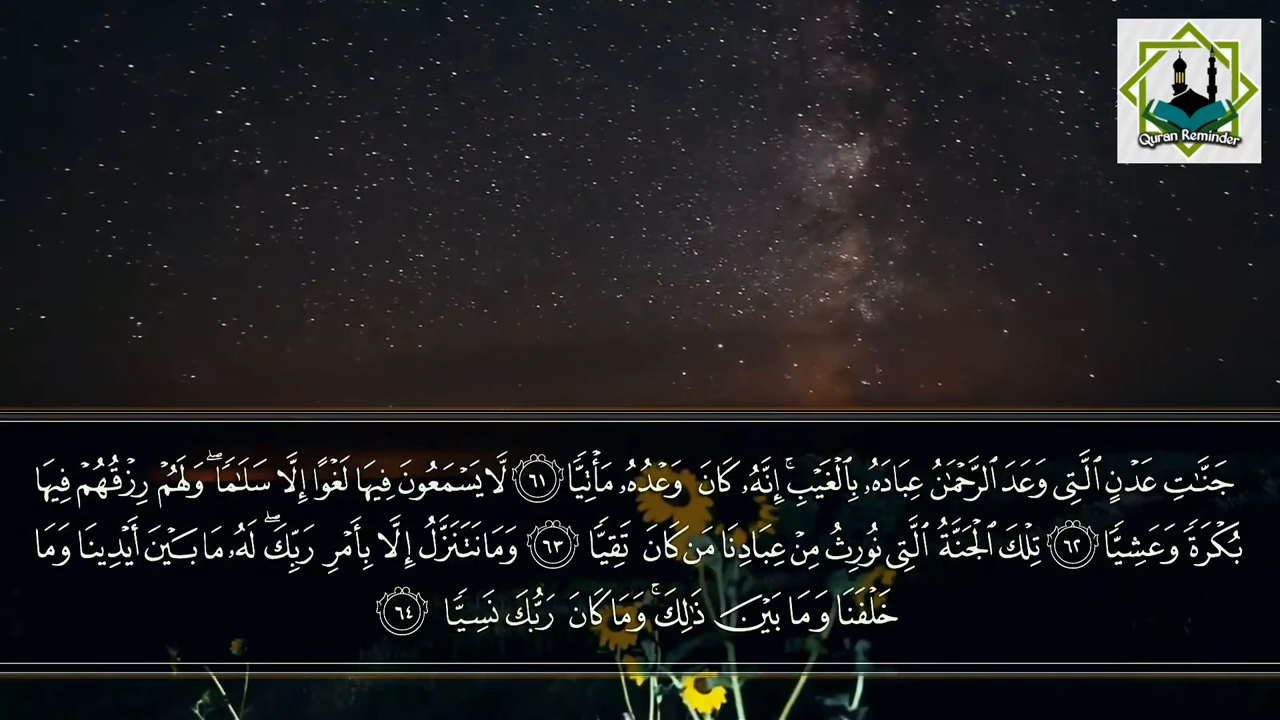 Quran Reminder
جَنَّٰتِ عَدْنٍ ٱلَّتِى وَعَدَ ٱلرَّحْمَٰنُ عِبَادَهُۥ بِٱلْغَيْبِ ۚ إِنَّهُۥ كَانَ وَعْدُهُۥ مَأْتِيًّا ٦١ لَّا يَسْمَعُونَ فِيهَا لَغْوًا إِلَّا سَلَٰمًا ۖ وَلَهُمْ رِزْقُهُمْ فِيهَا
بُكْرَةً وَعَشِيًّا ٦٢ تِلْكَ ٱلْجَنَّةُ ٱلَّتِى نُورِثُ مِنْ عِبَادِنَا مَن كَانَ تَقِيًّا ٦٣ وَمَا نَتَنَزَّلُ إِلَّا بِأَمْرِ رَبِّكَ ۖ لَهُۥ مَا بَيْنَ أَيْدِينَا وَمَا
خَلْفَنَا وَمَا بَيْنَ ذَٰلِكَ ۚ وَمَا كَانَ رَبُّكَ نَسِيًّا ٦٤